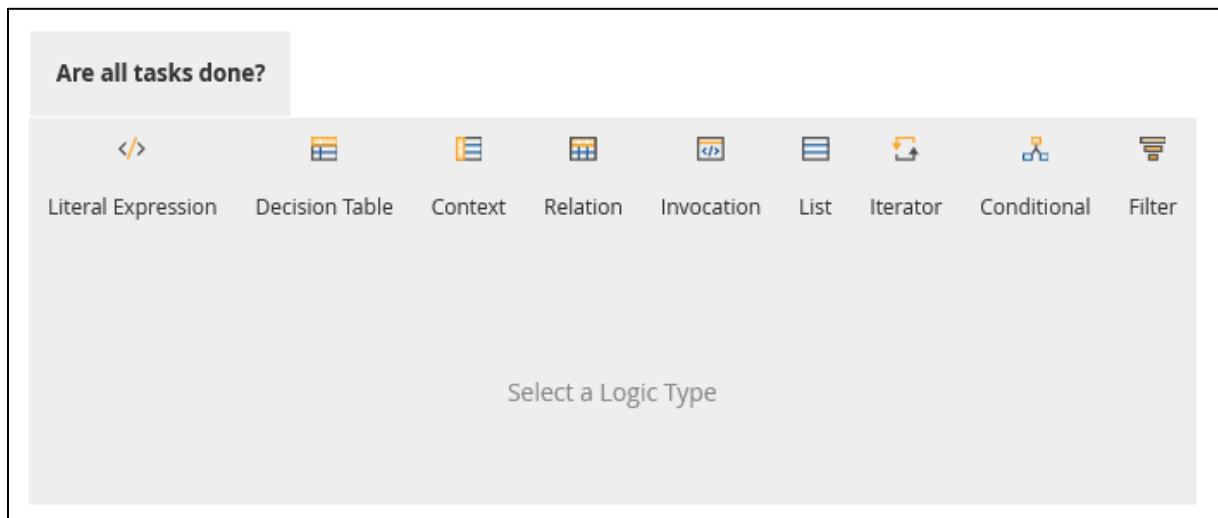 Are all tasks done?
Literal Expression Decision Table Context Relation Invocation List Iterator Conditional Filter
Select a Logic Type